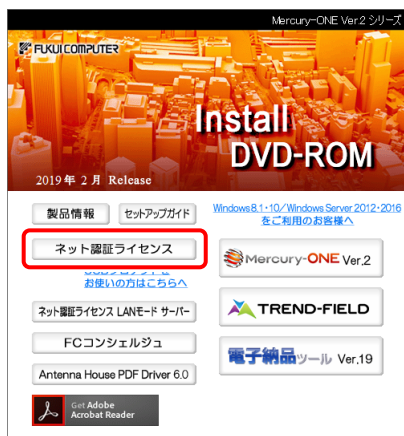 Mercury-ONE Ver.2 シリーズ
FUKUI COMPUTER
Install
DVD-ROM
2019年 2月 Release
製品情報
セットアップガイド
Windows8.1・10/Windows Server 2012・2016
をご利用のお客様へ
ネット認証ライセンス
お使いの方はこちらへ
Mercury-ONE Ver.2
ネット認証ライセンス LANモード サーバー
TREND-FIELD
FCコンシェルジュ
電子納品ツール Ver.19
Antenna House PDF Driver 6.0
Get Adobe
Acrobat Reader